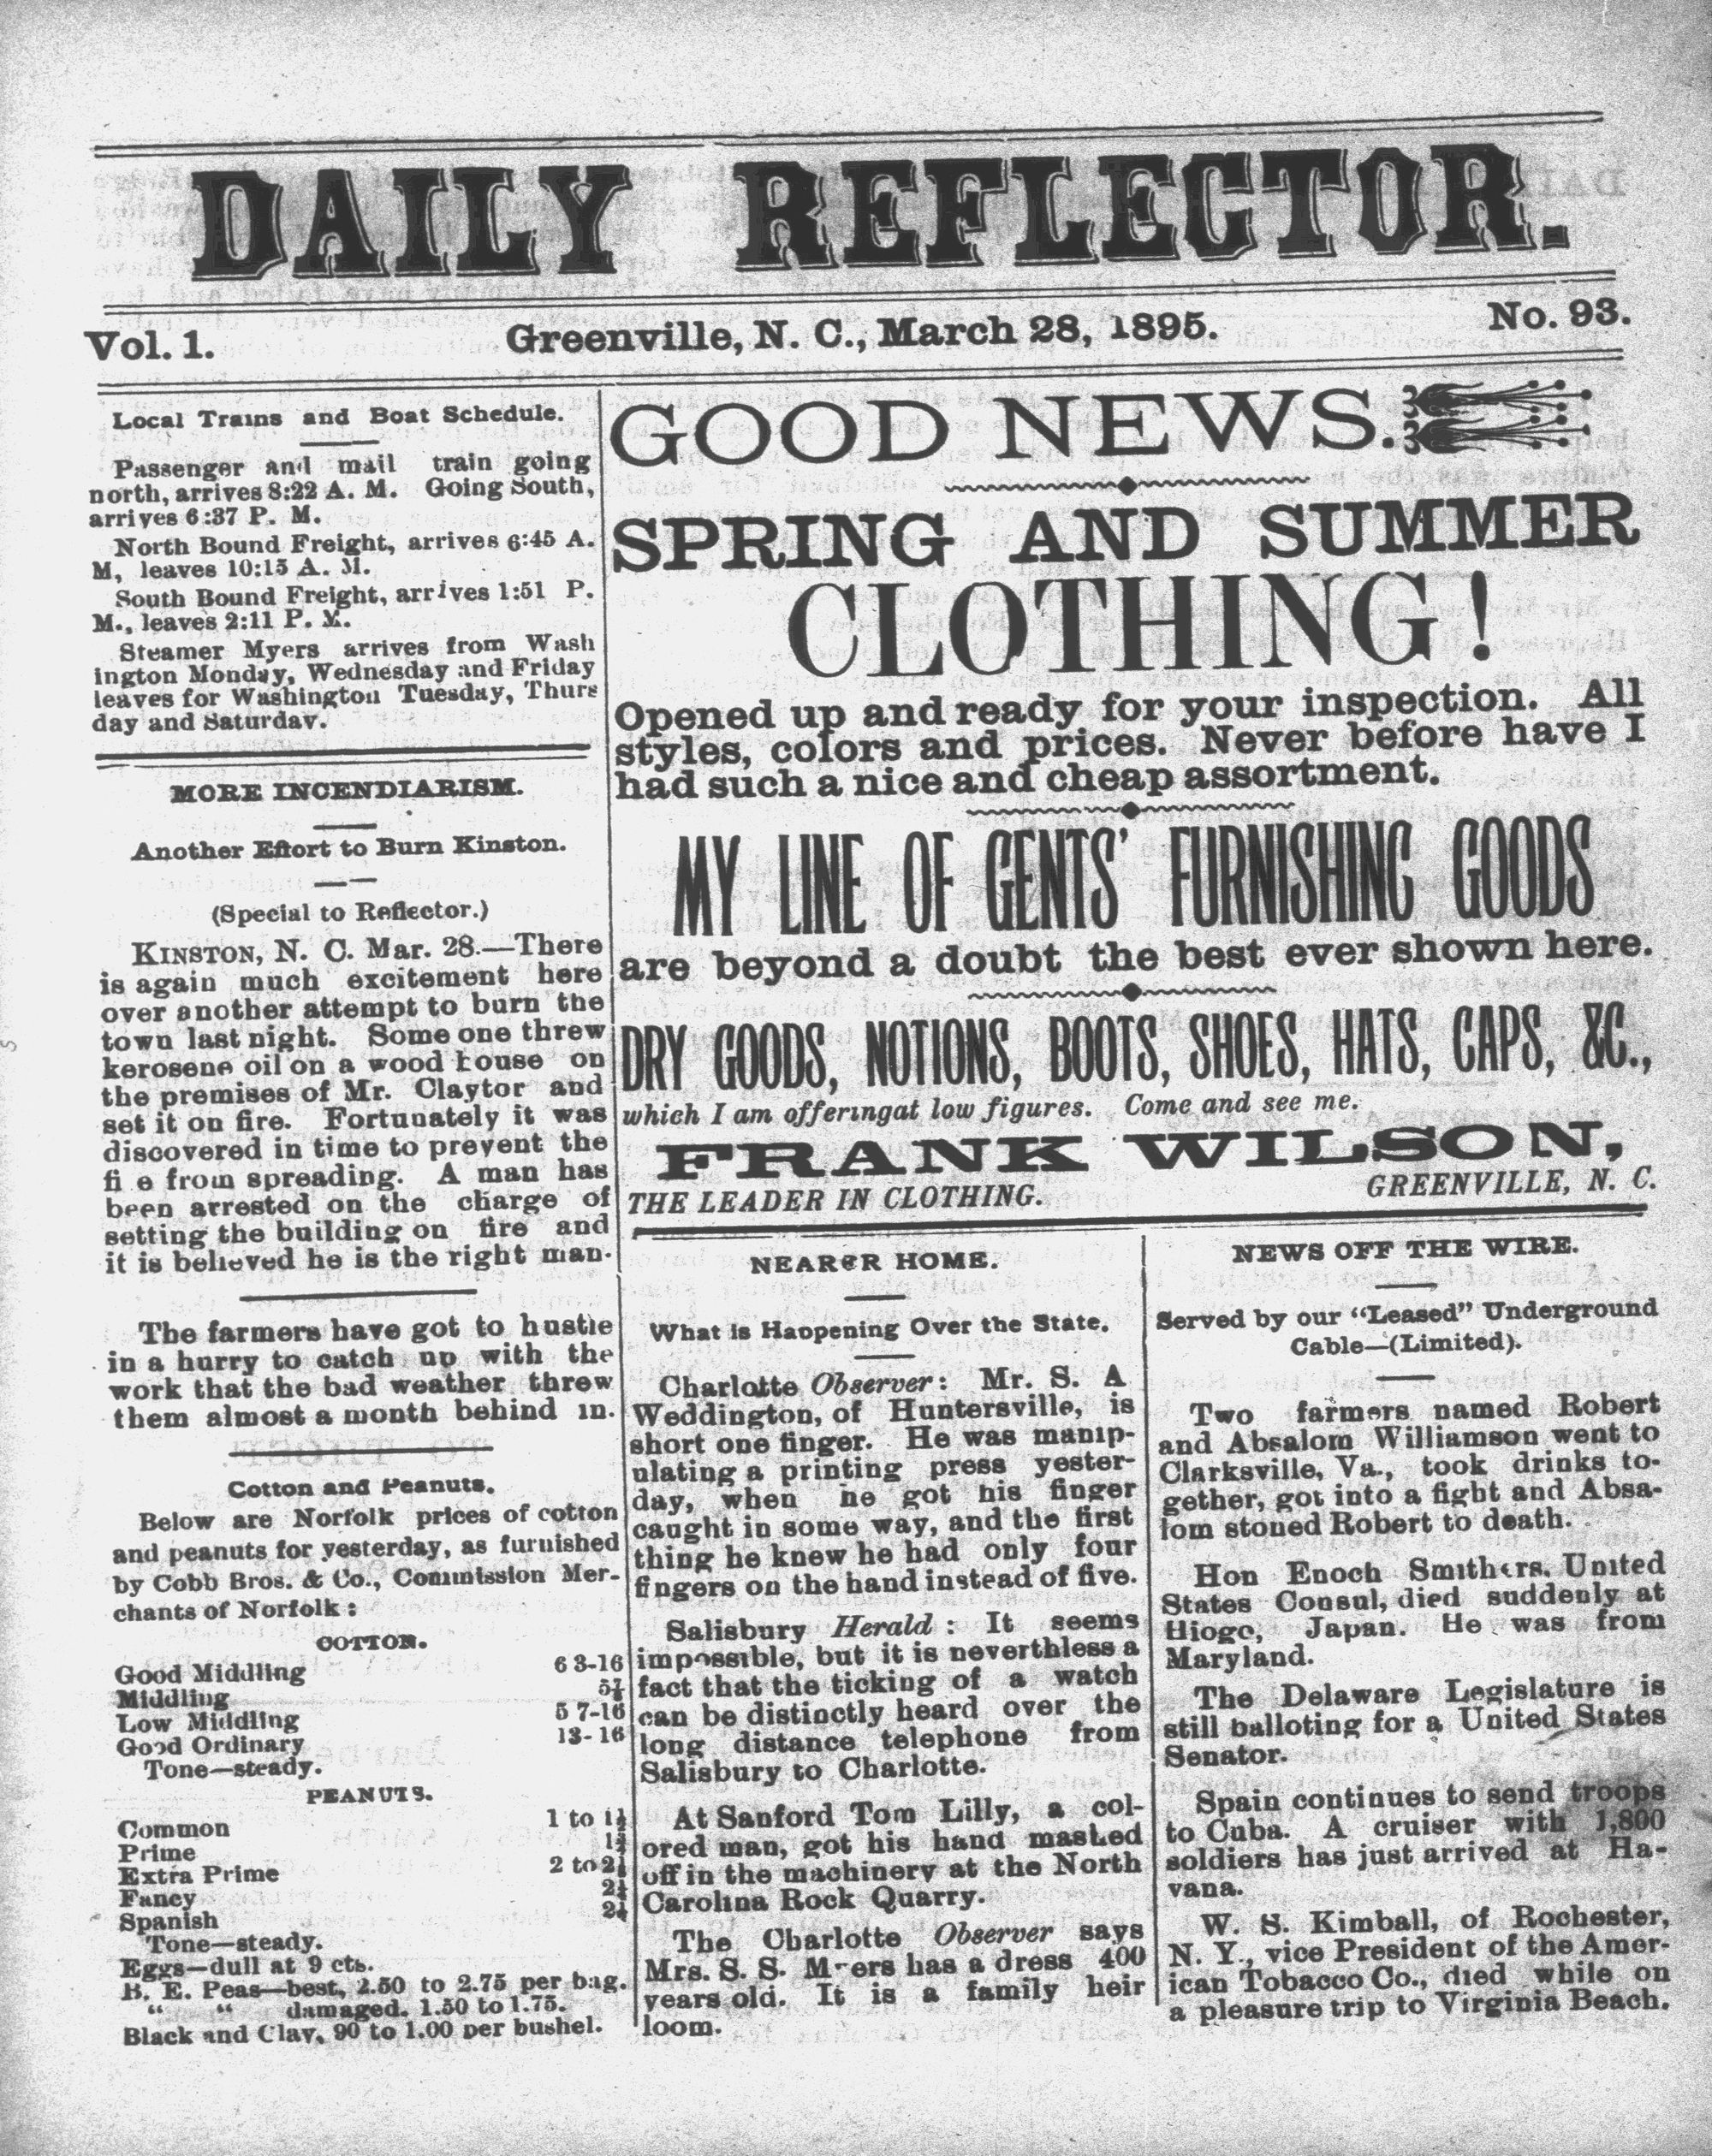 DAILY REFLECTOR.
Vol. 1. Greenville, N. C., March 28, 1895. No. 93.
Local Trains and Boat Schedule.
Passenger and mail train going
north, arrives 8:22 A. M. Going South,
arrives 6:37 P. M.
North Bound Freight, arrives 6:45 A.
M, leaves 10:15 A. M.
South Bound Freight, arrives 1:51 P.
M., leaves 2:11 P. M.
Steamer Myers arrives from Wash
ington Monday, Wednesday and Friday
leaves for Washington Tuesday, Thurs
day and Saturday.
MORE INCENDIARISM.
Another Effort to Burn Kinston.
(Special to Reflector.)
KINSTON, N. C. Mar. 28.—There
is again much excitement here
over another attempt to burn the
town last night. Some one threw
kerosene oil on a wood house on
the premises of Mr. Claytor and
set it on fire. Fortunately it was
discovered in time to prevent the
fi e from spreading. A man has
been arrested on the charge of
setting the building on fire and
it is believed he is the right man.
The farmers have got to hustle
in a hurry to catch up with the
work that the bad weather threw
them almost a month behind in.
Cotton and Peanuts.
Below are Norfolk prices of cotton
and peanuts for yesterday, as furnished
by Cobb Bros. & Co., Commission Mer-
chants of Norfolk:
COTTON.
Good Middling 6 3-16
Middling
Low Middling 5 7-16
Good Ordinary 13-16
Tone—steady.
PEANUTS.
Common 1 to 1½
Prime
Extra Prime 2 to
Fancy
Spanish
Tone—steady.
Eggs—dull at 9 cts.
B. E. Peas—best, 2.50 to 2.75 per bag.
" " damaged. 1.50 to 1.75.
Black and Clay, 90 to 1.00 per bushel.
GOOD NEWS.
SPRING AND SUMMER
CLOTHING!
Opened up and ready for your inspection. All
styles, colors and prices. Never before have I
had such a nice and cheap assortment.
MY LINE OF GENTS' FURNISHING GOODS
are beyond a doubt the best ever shown here.
DRY GOODS, NOTIONS, BOOTS, SHOES, HATS, CAPS, &C.,
which I am offeringat low figures. Come and see me.
FRANK WILSON,
THE LEADER IN CLOTHING. GREENVILLE, N. C.
NEARER HOME.
What is Happening Over the State.
Charlotte Observer: Mr. S. A
Weddington, of Huntersville, is
short one finger. He was manip-
ulating a printing press yester-
day, when he got his finger
caught in some way, and the first
thing he knew he had only four
fingers on the hand instead of five.
Salisbury Herald: It seems
impossible, but it is neverthless a
fact that the ticking of a watch
can be distinctly heard over the
long distance telephone from
Salisbury to Charlotte.
At Sanford Tom Lilly, a col-
ored man, got his hand mashed
off in the machinery at the North
Carolina Rock Quarry.
The Charlotte Observer says
Mrs. S. S. M ers has a dress 400
years old. It is a family heir
loom.
NEWS OFF THE WIRE.
Served by our "Leased" Underground
Cable—(Limited).
Two farmers named Robert
and Absalom Williamson went to
Clarksville, Va., took drinks to-
gether, got into a fight and Absa-
lom stoned Robert to death.
Hon Enoch Smithers, United
States Consul, died suddenly at
Hiogo, Japan. He was from
Maryland.
The Delaware Legislature is
still balloting for a United States
Senator.
Spain continues to send troops
to Cuba. A cruiser with 1,800
soldiers has just arrived at Ha-
vana.
W. S. Kimball, of Rochester,
N. Y., vice President of the Amer-
ican Tobacco Co., died while on
a pleasure trip to Virginia Beach.